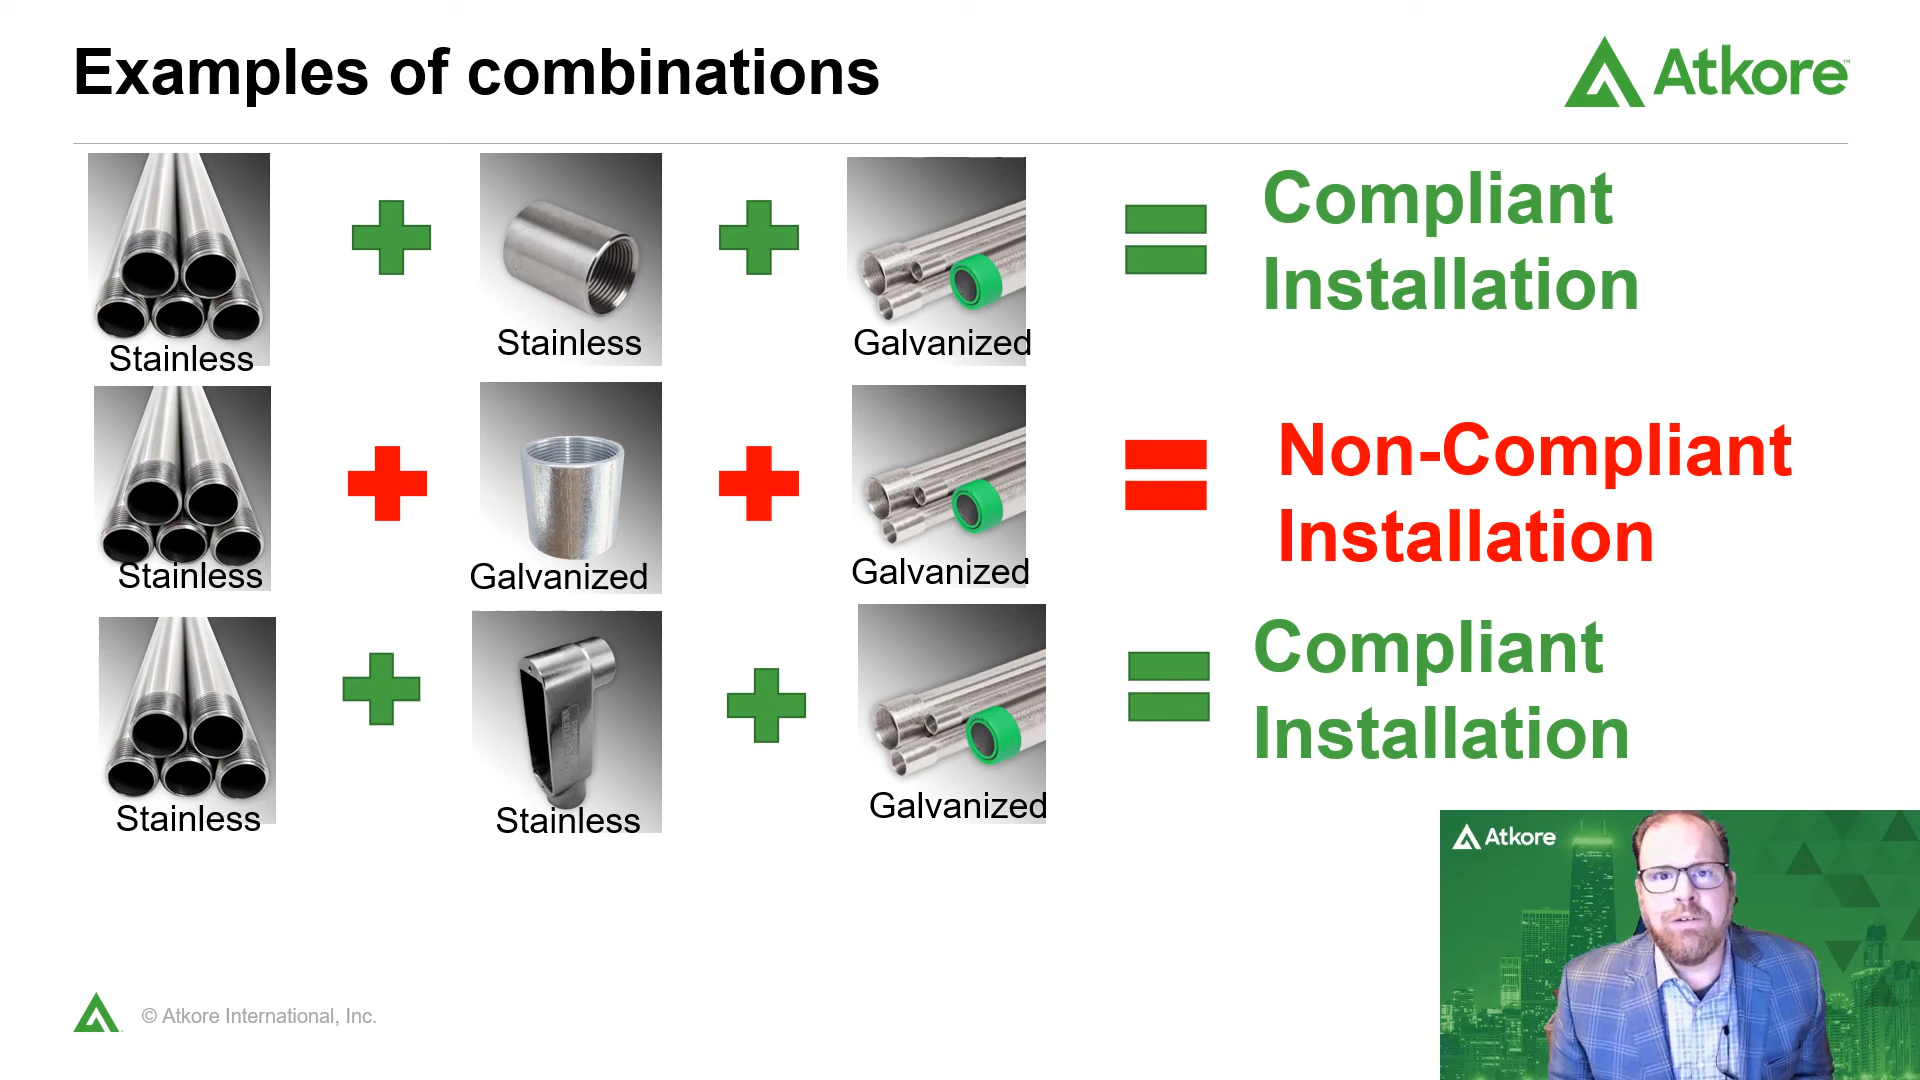 Examples of combinations
Atkore
Stainless
Stainless
Galvanized
Compliant
Installation
Stainless
Galvanized
Galvanized
Non-Compliant
Installation
Stainless
Stainless
Galvanized
Compliant
Installation
Atkore
© Atkore International, Inc.